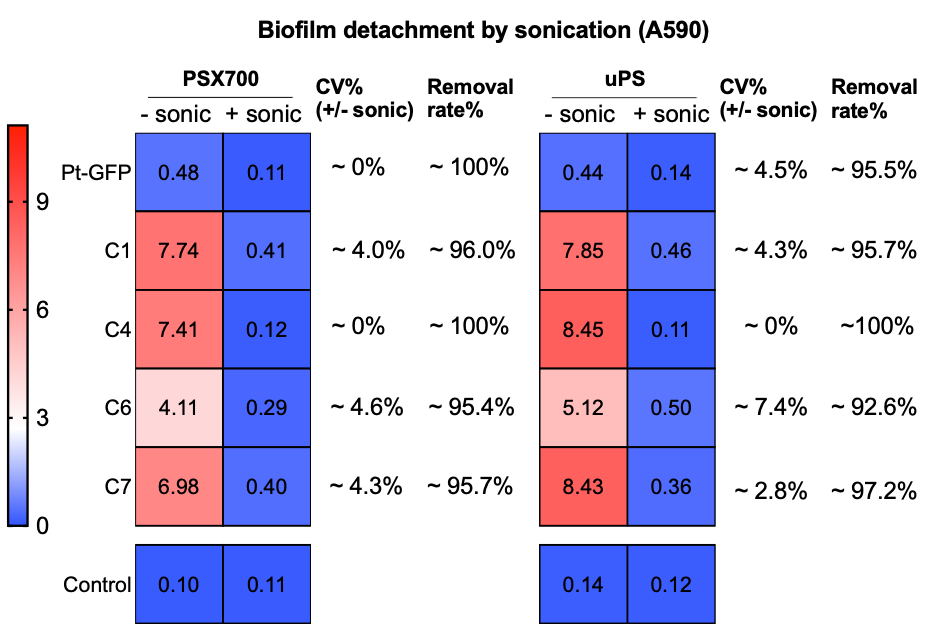 Biofilm detachment by sonication (A590)
PSX700 CV% (+/- sonic) Removal rate% uPS CV% (+/- sonic) Removal rate%
- sonic + sonic - sonic + sonic
Pt-GFP 0.48 0.11 ~ 0% ~ 100% 0.44 0.14 ~ 4.5% ~ 95.5%
9
C1 7.74 0.41 ~ 4.0% ~ 96.0% 7.85 0.46 ~ 4.3% ~ 95.7%
6
C4 7.41 0.12 ~ 0% ~ 100% 8.45 0.11 ~ 0% ~100%
C6 4.11 0.29 ~ 4.6% ~ 95.4% 5.12 0.50 ~ 7.4% ~ 92.6%
3
C7 6.98 0.40 ~ 4.3% ~ 95.7% 8.43 0.36 ~ 2.8% ~ 97.2%
0
Control 0.10 0.11 0.14 0.12